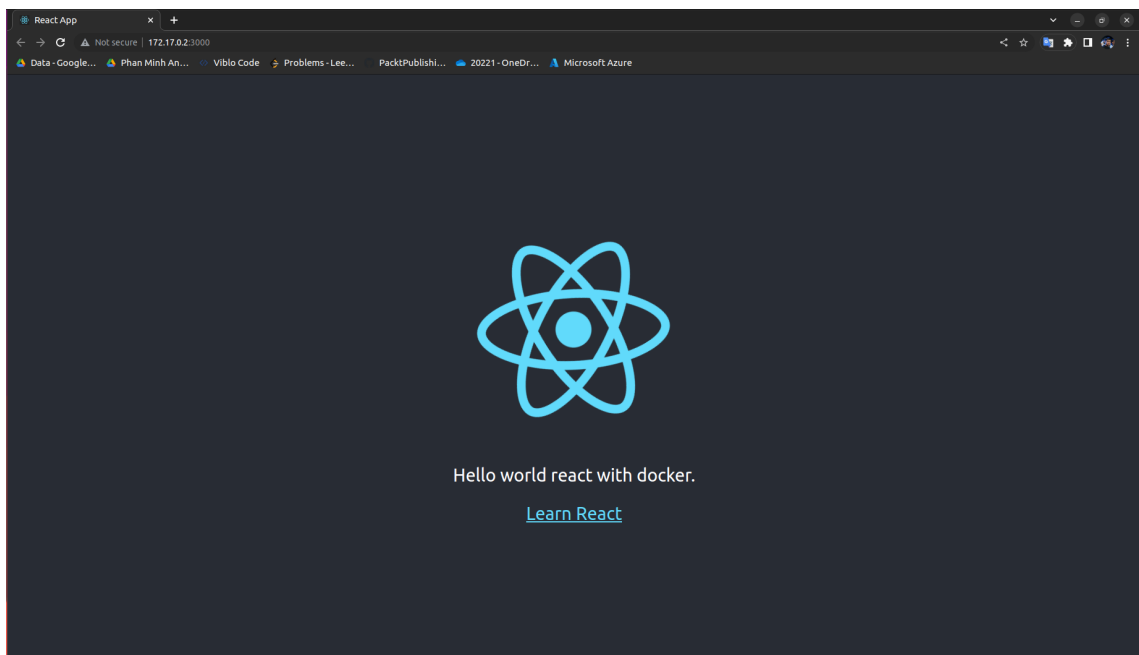 React App
Not secure | 172.17.0.2:3000
Data - Google... Phan Minh An... Viblo Code Problems - Lee... PacktPublishi... 20221 - OneDr... Microsoft Azure
Hello world react with docker.
Learn React